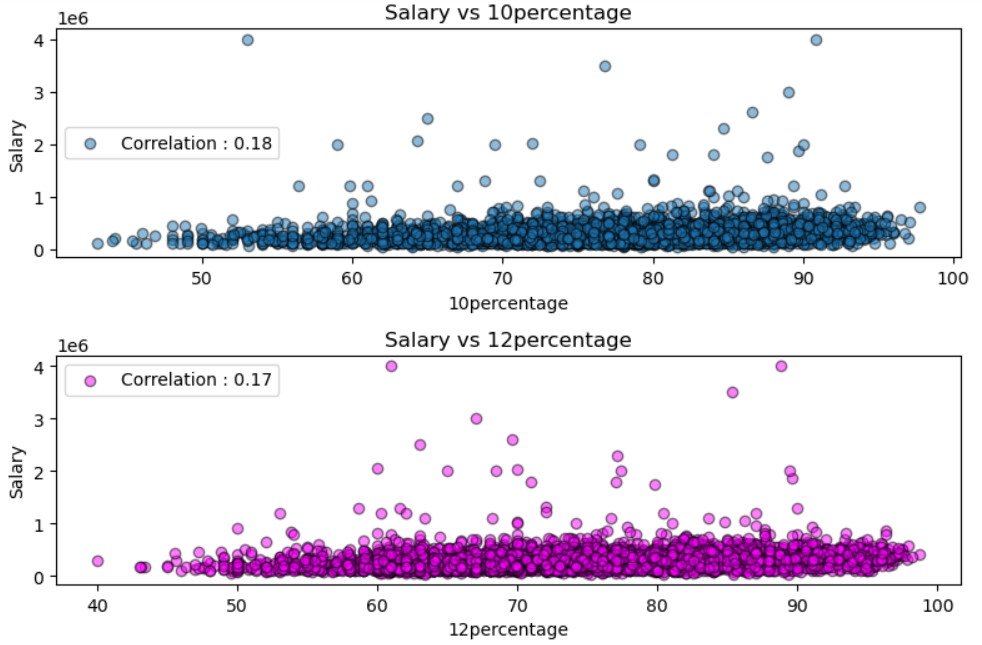 Salary vs 10percentage
1e6
4
3
2
1
0
Salary
Correlation : 0.18
50 60 70 80 90 100
10percentage
Salary vs 12percentage
1e6
4
3
2
1
0
Salary
Correlation : 0.17
40 50 60 70 80 90 100
12percentage